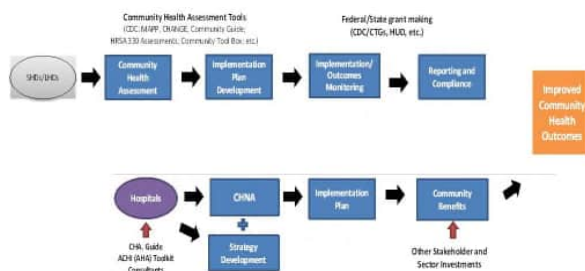 Community Health Assessment Tools
(CDC: MAPP, CHANGE, Community Guide;
HRSA 330 Assessments, Community Tool Box; etc.)
Federal/State grant making
(CDC/CTGs, HUD, etc.)
SHDs/LHDs
Community
Health
Assessment
Implementation
Plan
Development
Implementation/
Outcomes
Monitoring
Reporting and
Compliance
Improved
Community
Health
Outcomes
Hospitals
CHNA
Implementation
Plan
Community
Benefits
Strategy
Development
CHA, Guide
ACHI (AHA) Toolkit
Consultants
Other Stakeholder and
Sector Investments